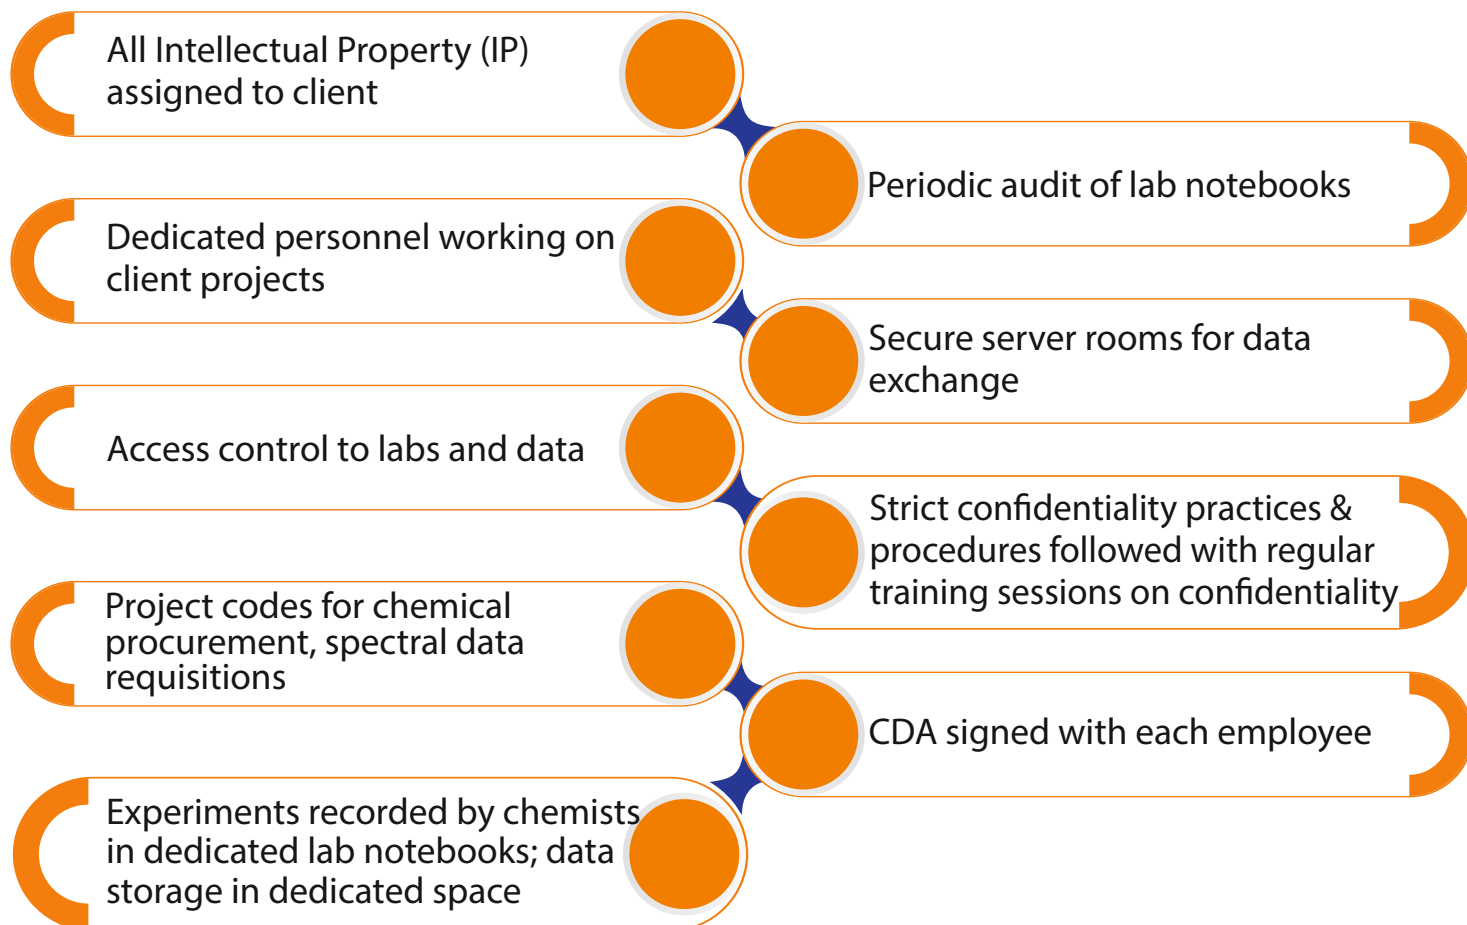 All Intellectual Property (IP)
assigned to client
Periodic audit of lab notebooks
Dedicated personnel working on
client projects
Secure server rooms for data
exchange
Access control to labs and data
Strict confidentiality practices &
procedures followed with regular
training sessions on confidentiality
Project codes for chemical
procurement, spectral data
requisitions
CDA signed with each employee
Experiments recorded by chemists
in dedicated lab notebooks; data
storage in dedicated space